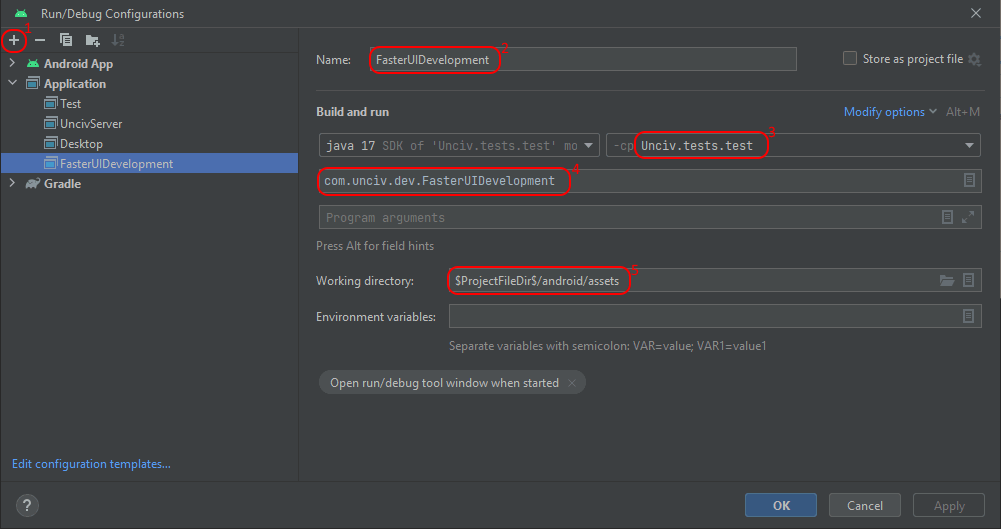 Run/Debug Configurations
1
Android App
Application
Test
UncivServer
Desktop
FasterUIDevelopment
Gradle
Edit configuration templates...
2
Name: FasterUIDevelopment
Store as project file
Build and run
Modify options Alt+M
3
java 17 SDK of 'Unciv.tests.test' mo
-cp Unciv.tests.test
4
com.unciv.dev.FasterUIDevelopment
Program arguments
Press Alt for field hints
5
Working directory: $ProjectFileDir$/android/assets
Environment variables:
Separate variables with semicolon: VAR=value; VAR1=value1
Open run/debug tool window when started
?
OK
Cancel
Apply